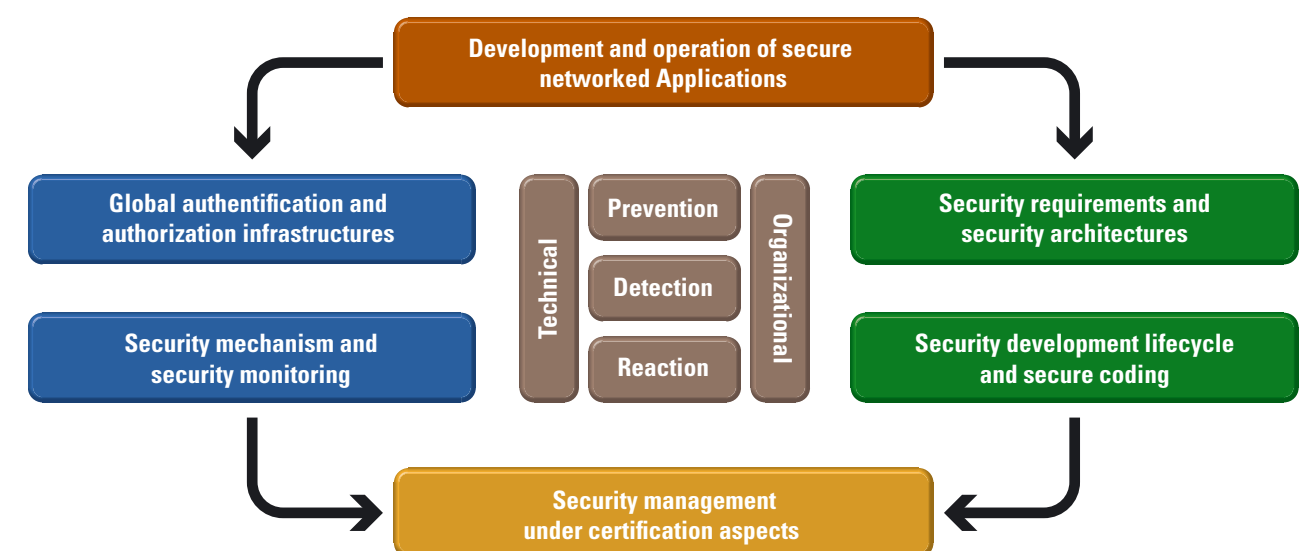 Development and operation of secure
networked Applications
Global authentification and
authorization infrastructures
Security mechanism and
security monitoring
Technical
Prevention
Detection
Reaction
Organizational
Security requirements and
security architectures
Security development lifecycle
and secure coding
Security management
under certification aspects